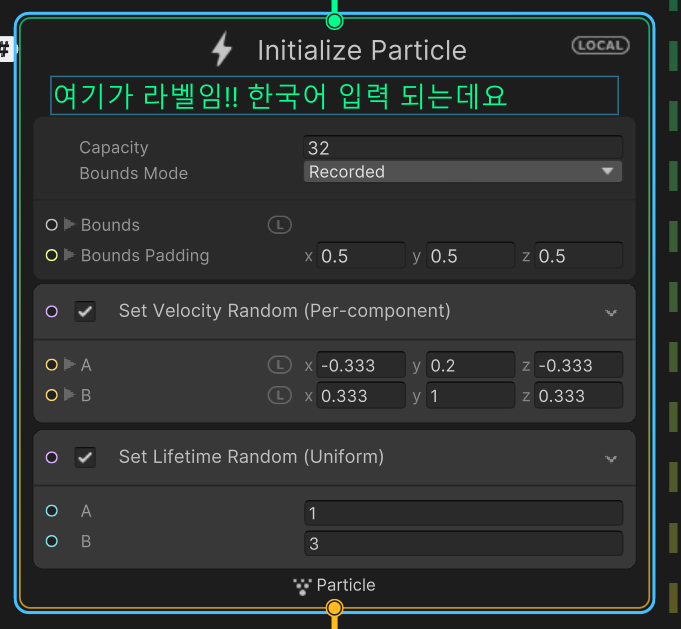 #
Initialize Particle
LOCAL
여기가 라벨임!! 한국어 입력 되는데요
Capacity 32
Bounds Mode Recorded
Bounds L
Bounds Padding x 0.5 y 0.5 z 0.5
Set Velocity Random (Per-component)
A L x -0.333 y 0.2 z -0.333
B L x 0.333 y 1 z 0.333
Set Lifetime Random (Uniform)
A 1
B 3
Particle